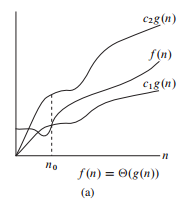 c₂g(n)
f(n)
c₁g(n)
n
n₀
f(n) = Θ(g(n))
(a)